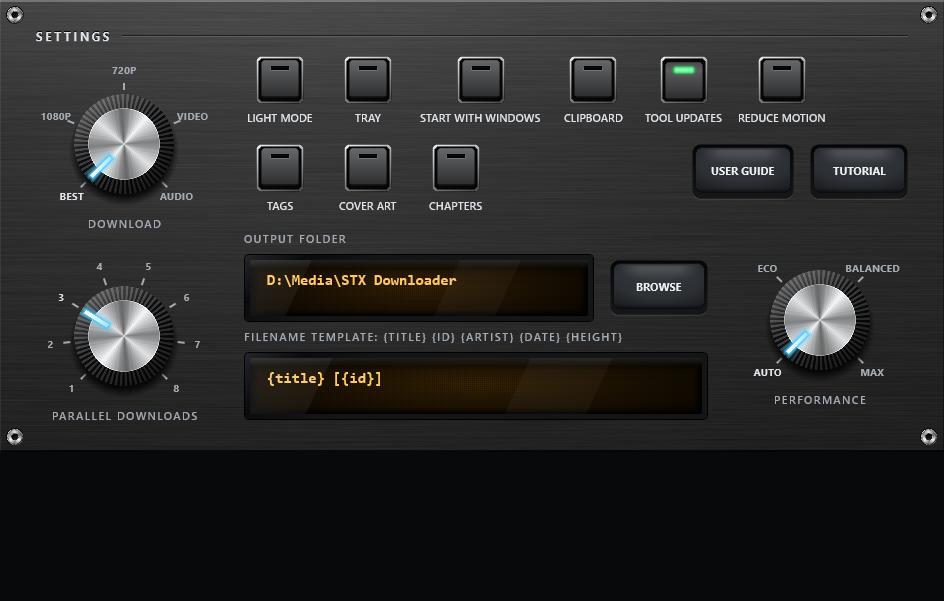 SETTINGS
720P
1080P
VIDEO
BEST
AUDIO
DOWNLOAD
LIGHT MODE
TRAY
START WITH WINDOWS
CLIPBOARD
TOOL UPDATES
REDUCE MOTION
TAGS
COVER ART
CHAPTERS
USER GUIDE
TUTORIAL
OUTPUT FOLDER
D:\Media\STX Downloader
BROWSE
FILENAME TEMPLATE: {TITLE} {ID} {ARTIST} {DATE} {HEIGHT}
{title} [{id}]
4
5
3
6
2
7
1
8
PARALLEL DOWNLOADS
ECO
BALANCED
AUTO
MAX
PERFORMANCE